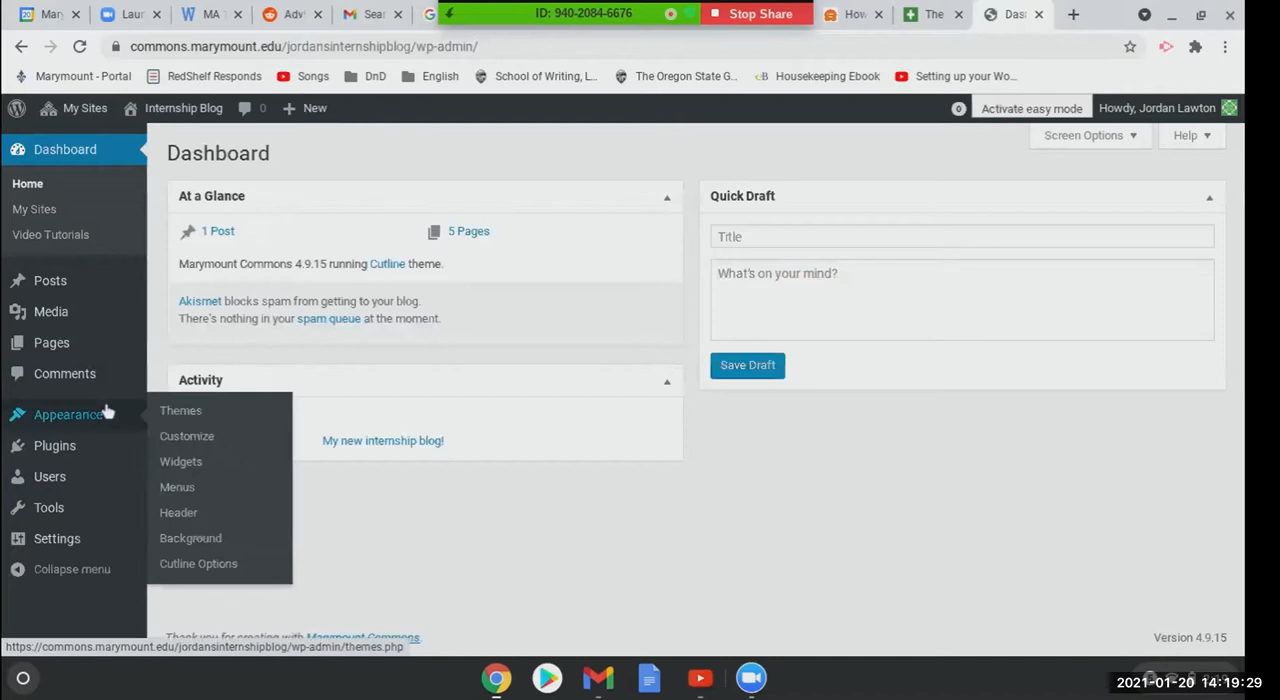 Mary
Laun
MA
Adv
Sear
ID: 940-2084-6676
Stop Share
How
The
Das
commons.marymount.edu/jordansinternshipblog/wp-admin/
Marymount - Portal
RedShelf Responds
Songs
DnD
English
School of Writing, L...
The Oregon State G...
Housekeeping Ebook
Setting up your Wo...
My Sites
Internship Blog
0
New
0
Activate easy mode
Howdy, Jordan Lawton
Dashboard
Home
My Sites
Video Tutorials
Posts
Media
Pages
Comments
Appearance
Plugins
Users
Tools
Settings
Collapse menu
Themes
Customize
Widgets
Menus
Header
Background
Cutline Options
Dashboard
Screen Options
Help
At a Glance
1 Post
5 Pages
Marymount Commons 4.9.15 running Cutline theme.
Akismet blocks spam from getting to your blog.
There's nothing in your spam queue at the moment.
Activity
My new internship blog!
Quick Draft
Title
What's on your mind?
Save Draft
Thank you for creating with Marymount Commons.
Version 4.9.15
https://commons.marymount.edu/jordansinternshipblog/wp-admin/themes.php
2021-01-20 14:19:29